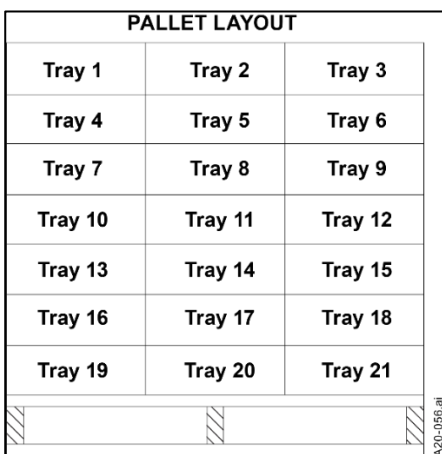 PALLET LAYOUT
Tray 1 Tray 2 Tray 3
Tray 4 Tray 5 Tray 6
Tray 7 Tray 8 Tray 9
Tray 10 Tray 11 Tray 12
Tray 13 Tray 14 Tray 15
Tray 16 Tray 17 Tray 18
Tray 19 Tray 20 Tray 21
A20-056.ai